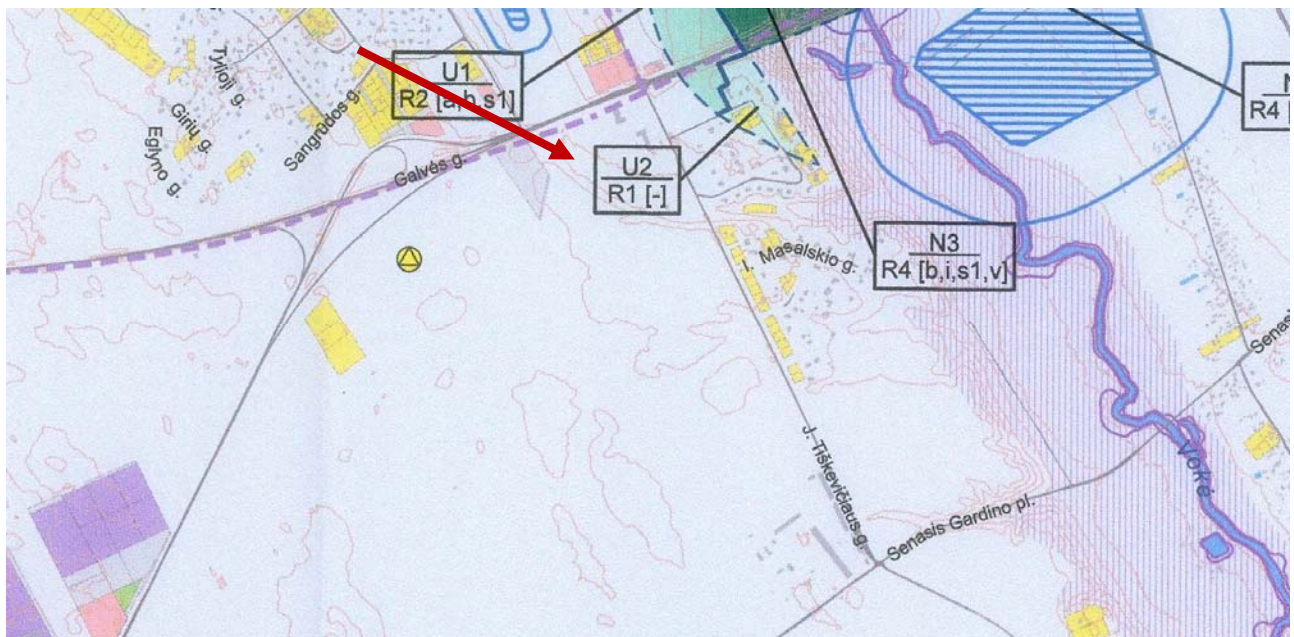 U1
R2 [a,b,s1]
N
R4 [
Tylioji g.
Girių g.
Eglyno g.
Sangrūdos g.
Galvės g.
U2
R1 [-]
N3
R4 [b,i,s1,v]
I. Masalskio g.
J. Tiškevičiaus g.
Senasis Gardino pl.
Senas
Vokė